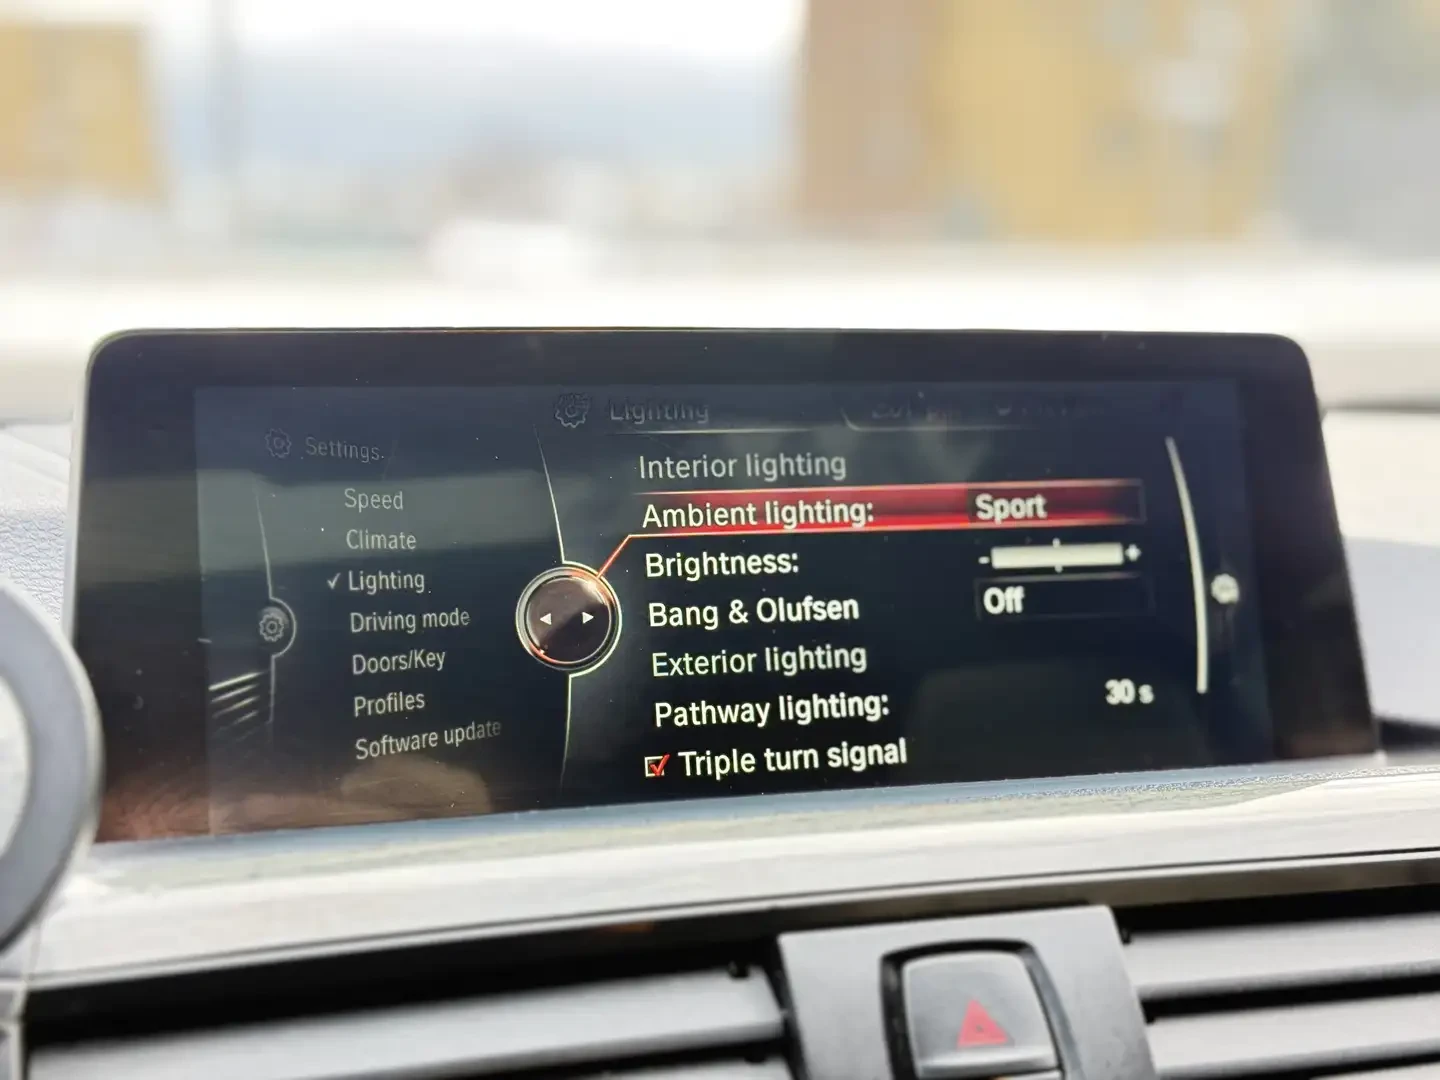 Settings
Speed
Climate
Lighting
Driving mode
Doors/Key
Profiles
Software update
Lighting
Interior lighting
Ambient lighting: Sport
Brightness: - +
Bang & Olufsen Off
Exterior lighting
Pathway lighting: 30 s
Triple turn signal